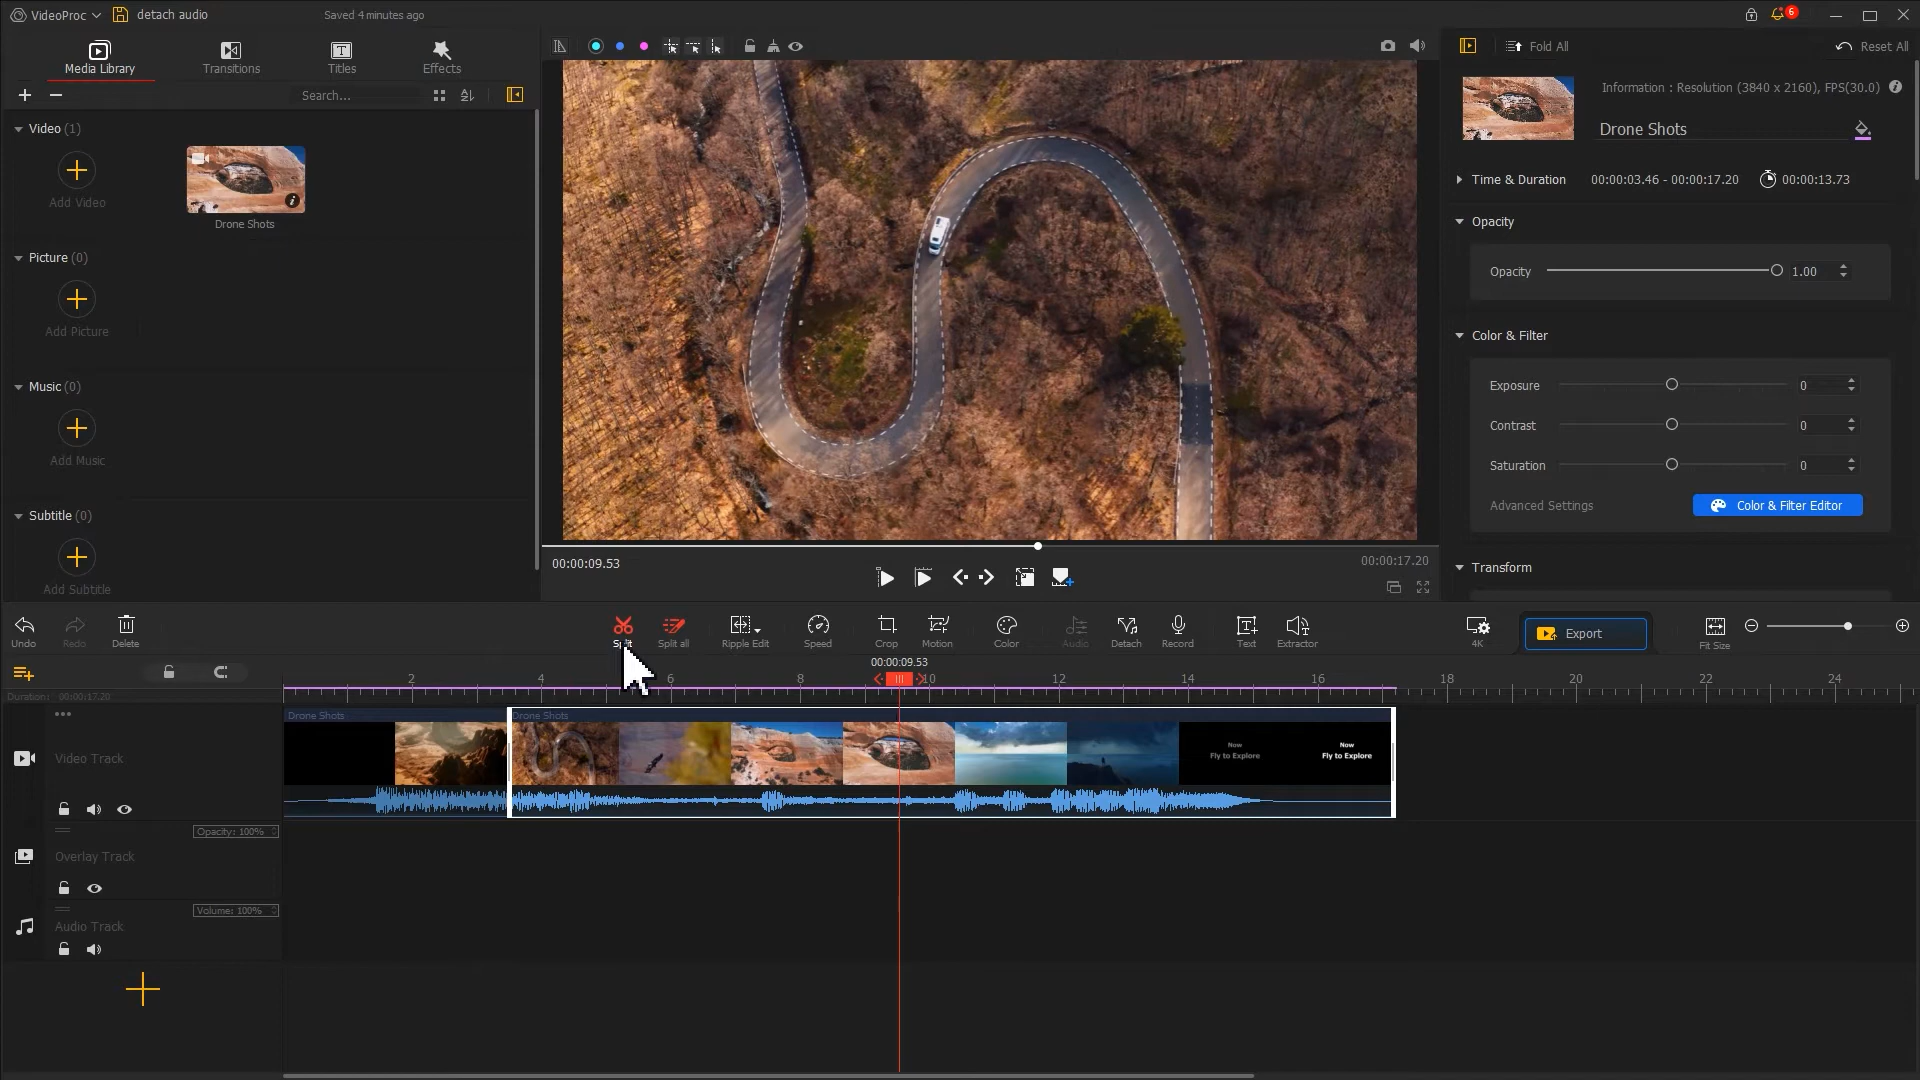 VideoProc
detach audio
Saved 4 minutes ago
6
Media Library
Transitions
Titles
Effects
Search...
Video (1)
Add Video
Drone Shots
Picture (0)
Add Picture
Music (0)
Add Music
Subtitle (0)
Add Subtitle
00:00:09.53
00:00:17.20
Fold All
Reset All
Information : Resolution (3840 x 2160), FPS(30.0)
Drone Shots
Time & Duration
00:00:03.46 - 00:00:17.20
00:00:13.73
Opacity
Opacity
1.00
Color & Filter
Exposure
0
Contrast
0
Saturation
0
Advanced Settings
Color & Filter Editor
Transform
Undo
Redo
Delete
Split all
Ripple Edit
Speed
Crop
Motion
Color
Audio
Detach
Record
Text
Extractor
4K
Export
Fit Size
00:00:09.53
2
4
6
8
10
12
14
16
18
20
22
24
Duration: 00:00:17.20
Drone Shots
Drone Shots
Video Track
Now
Fly to Explore
Now
Fly to Explore
Opacity: 100%
Overlay Track
Volume: 100%
Audio Track